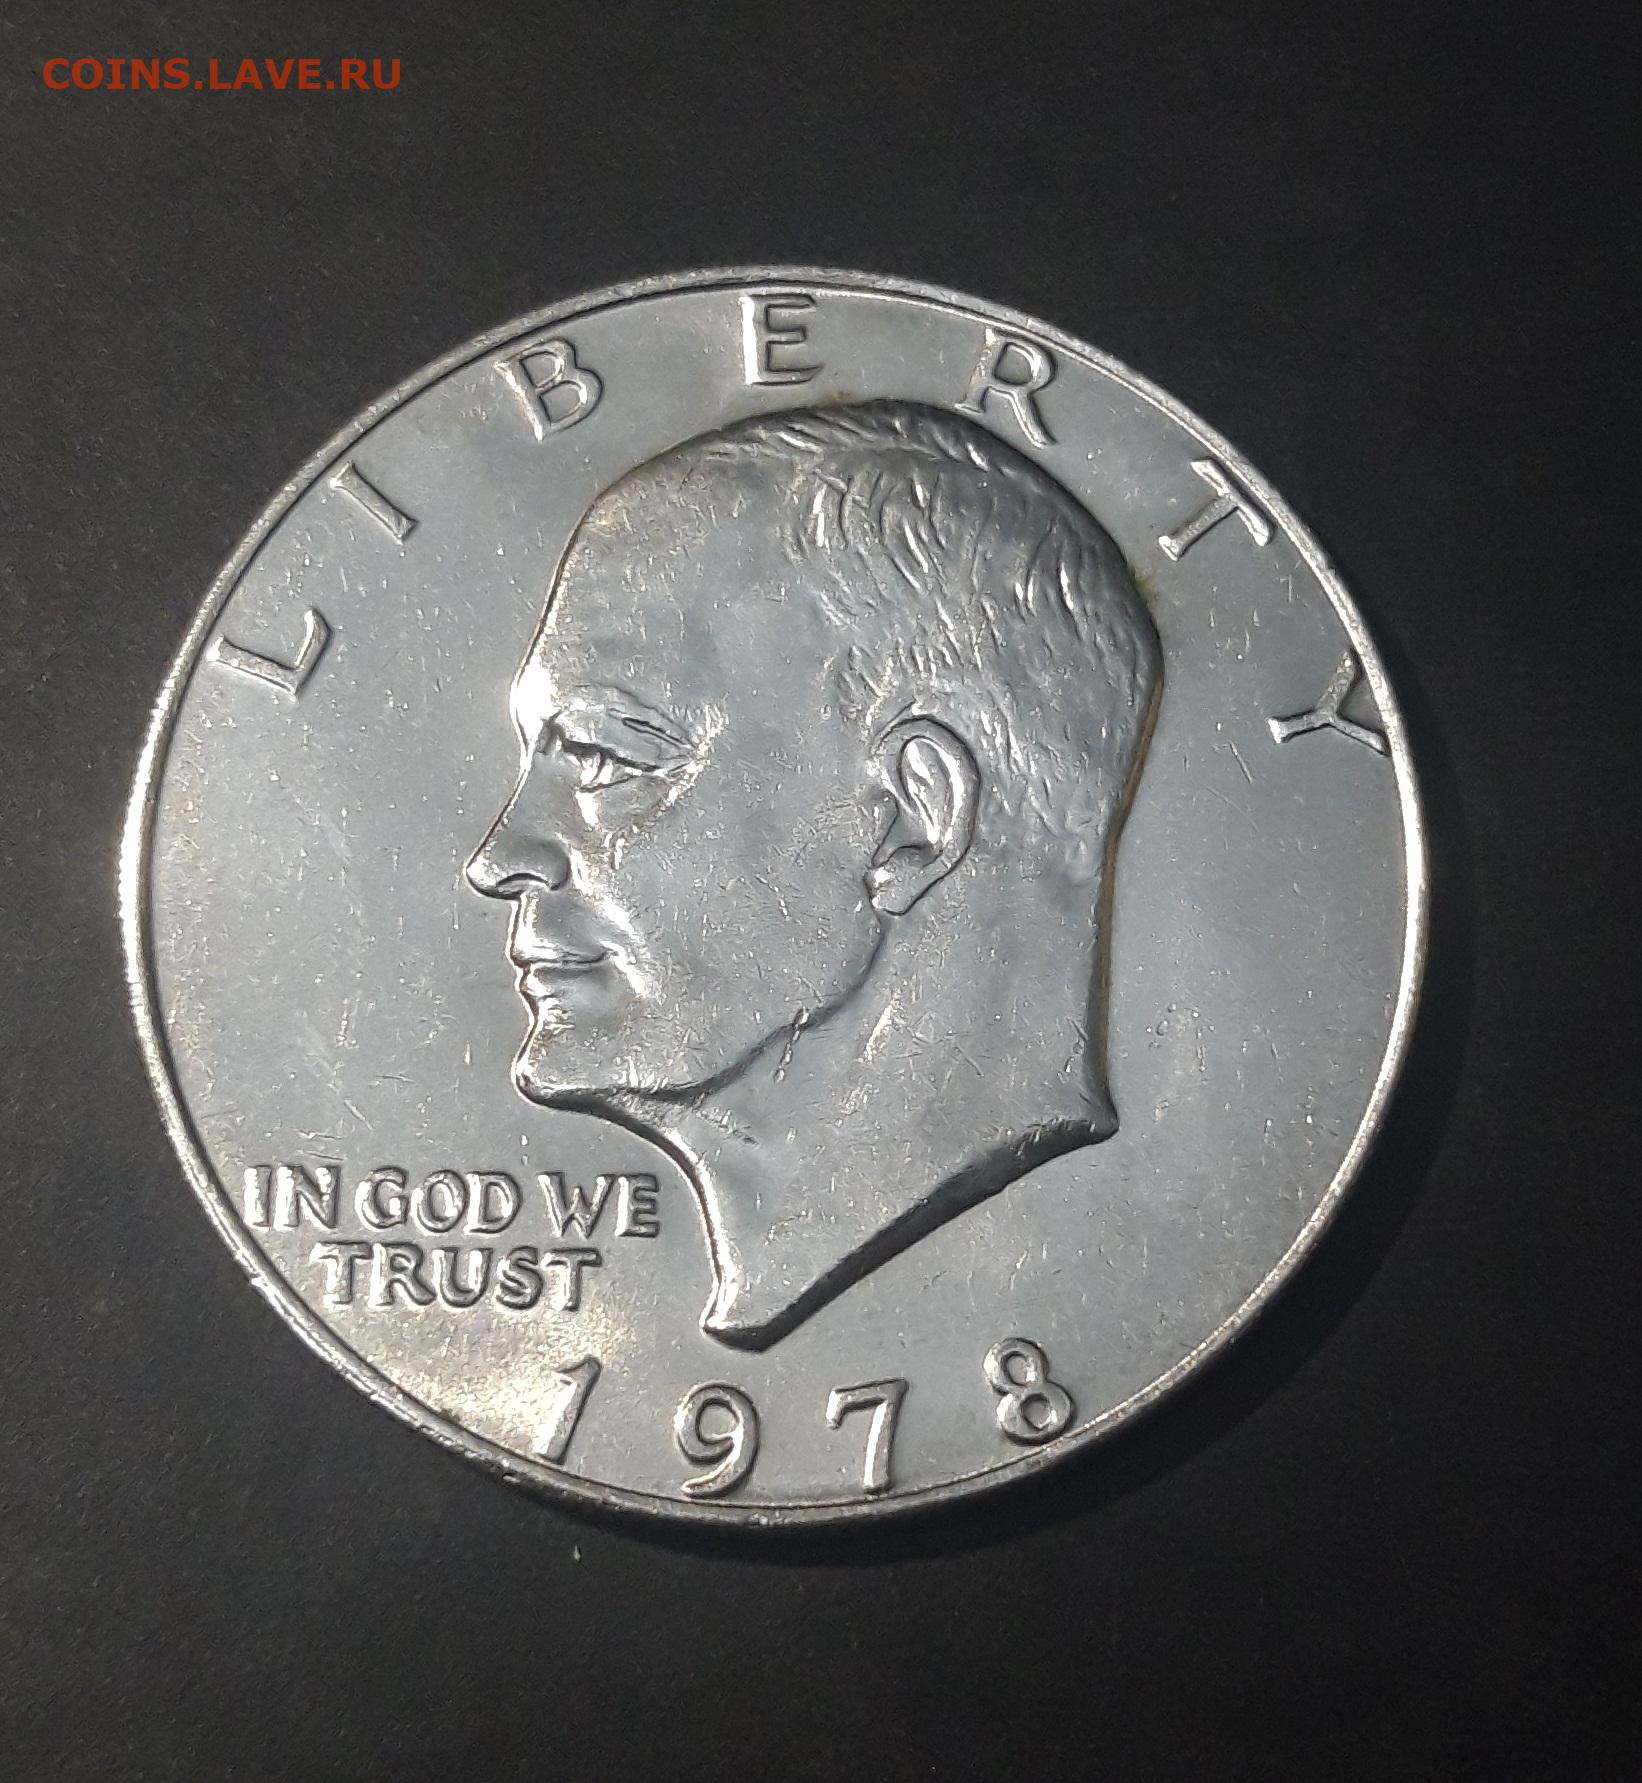 COINS.LAVE.RU
LIBERTY
IN GOD WE
TRUST
1978